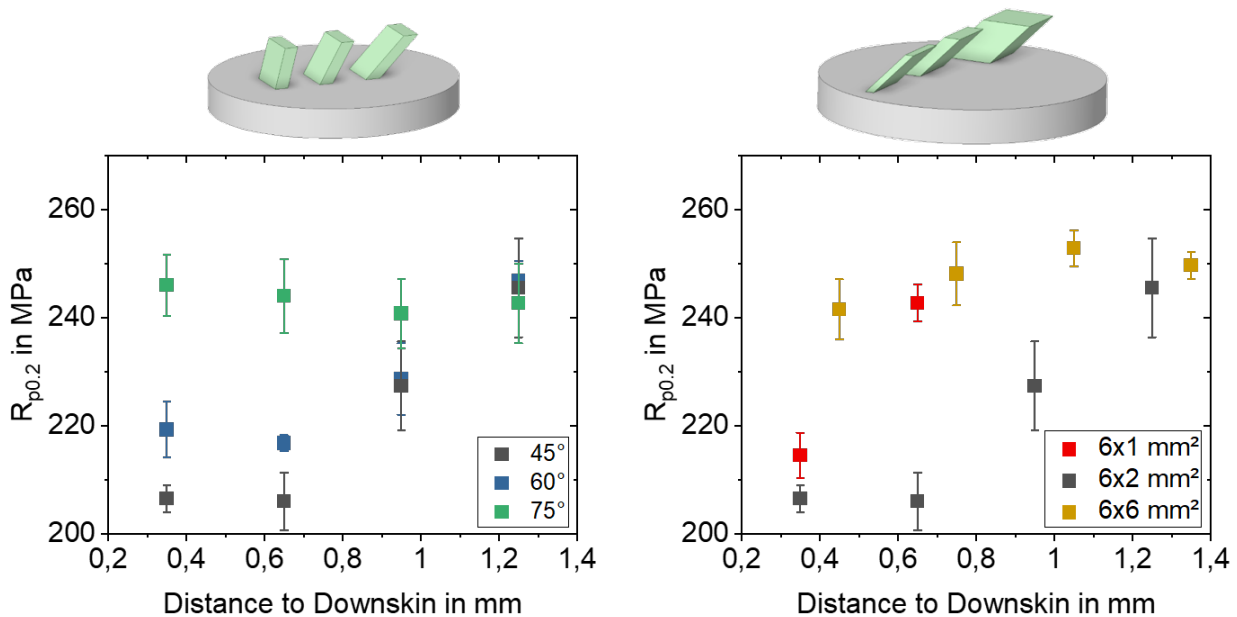 260
240
220
200
R_p0.2 in MPa
45°
60°
75°
0,2 0,4 0,6 0,8 1 1,2 1,4
Distance to Downskin in mm
260
240
220
200
R_p0.2 in MPa
6x1 mm²
6x2 mm²
6x6 mm²
0,2 0,4 0,6 0,8 1 1,2 1,4
Distance to Downskin in mm